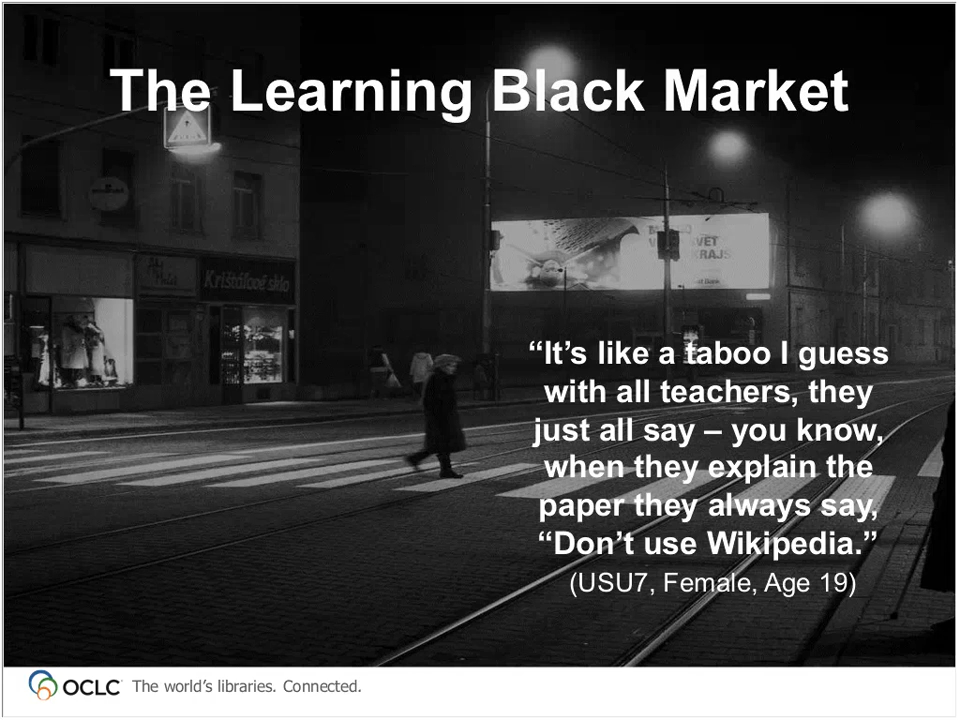 The Learning Black Market
Krištáľové sklo
“It’s like a taboo I guess
with all teachers, they
just all say – you know,
when they explain the
paper they always say,
“Don’t use Wikipedia.”
(USU7, Female, Age 19)
OCLC The world’s libraries. Connected.